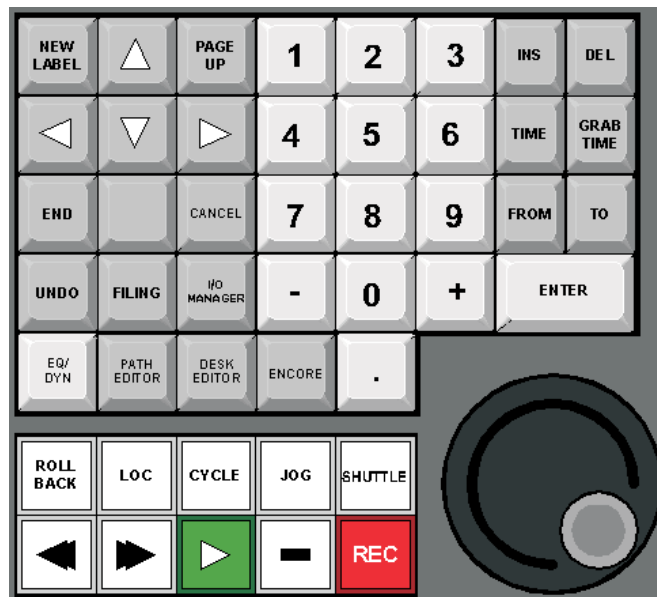 NEW
LABEL
PAGE
UP
1
2
3
INS
DEL
4
5
6
TIME
GRAB
TIME
END
CANCEL
7
8
9
FROM
TO
UNDO
FILING
I/O
MANAGER
-
0
+
ENTER
EQ/
DYN
PATH
EDITOR
DESK
EDITOR
ENCORE
.
ROLL
BACK
LOC
CYCLE
JOG
SHUTTLE
REC